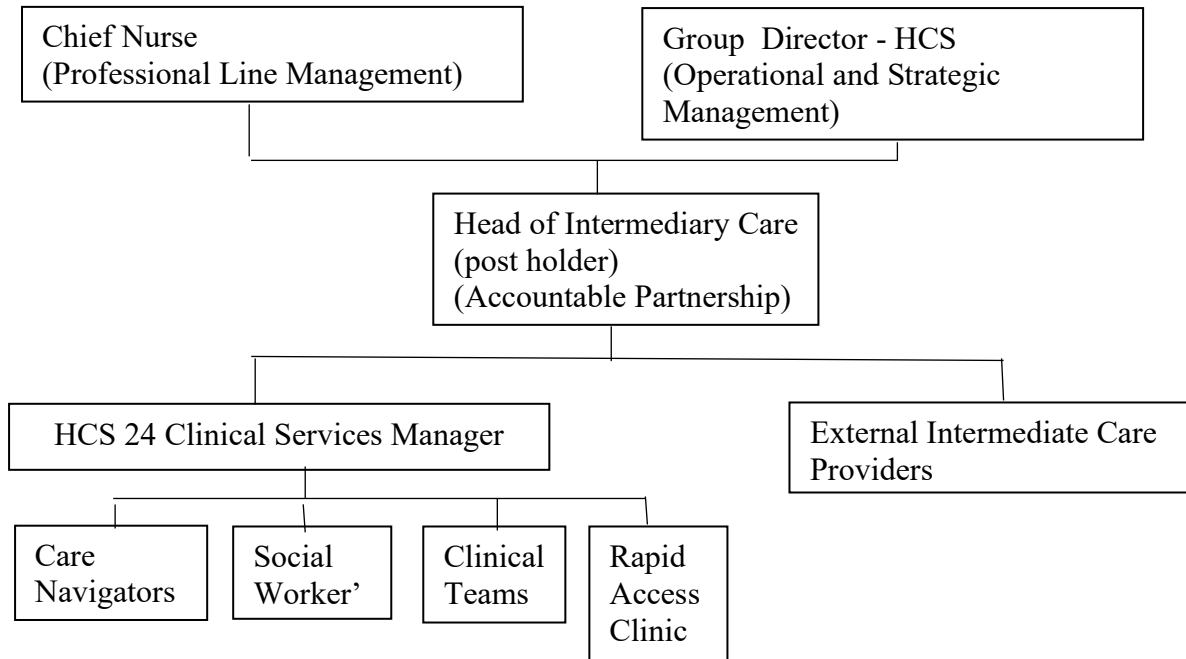 Chief Nurse
(Professional Line Management)
Group  Director - HCS
(Operational and Strategic
Management)
Head of Intermediary Care
(post holder)
(Accountable Partnership)
HCS 24 Clinical Services Manager
External Intermediate Care
Providers
Care
Navigators
Social
Worker’
Clinical
Teams
Rapid
Access
Clinic